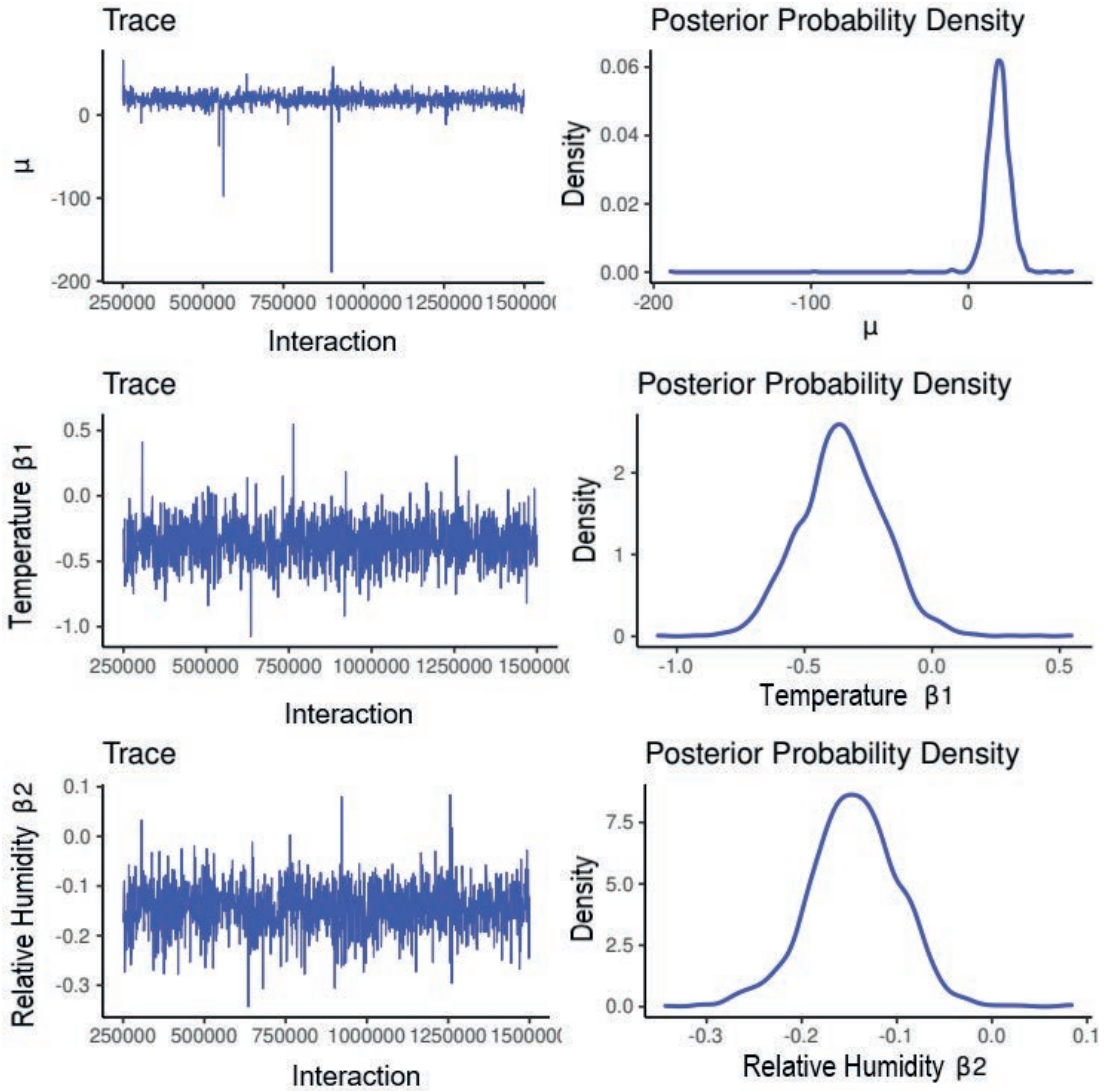 Trace
0
-100
-200
μ
250000 500000 750000 1000000 1250000 1500000
Interaction
Posterior Probability Density
0.06
0.04
0.02
0.00
Density
-200 -100 0
μ
Trace
0.5
0.0
-0.5
-1.0
Temperature β1
250000 500000 750000 1000000 1250000 150000(
Interaction
Posterior Probability Density
2
1
0
Density
-1.0 -0.5 0.0 0.5
Temperature β1
Trace
0.1
0.0
-0.1
-0.2
-0.3
Relative Humidity β2
250000 500000 750000 1000000 1250000 1500000
Interaction
Posterior Probability Density
7.5
5.0
2.5
0.0
Density
-0.3 -0.2 -0.1 0.0 0.1
Relative Humidity β2